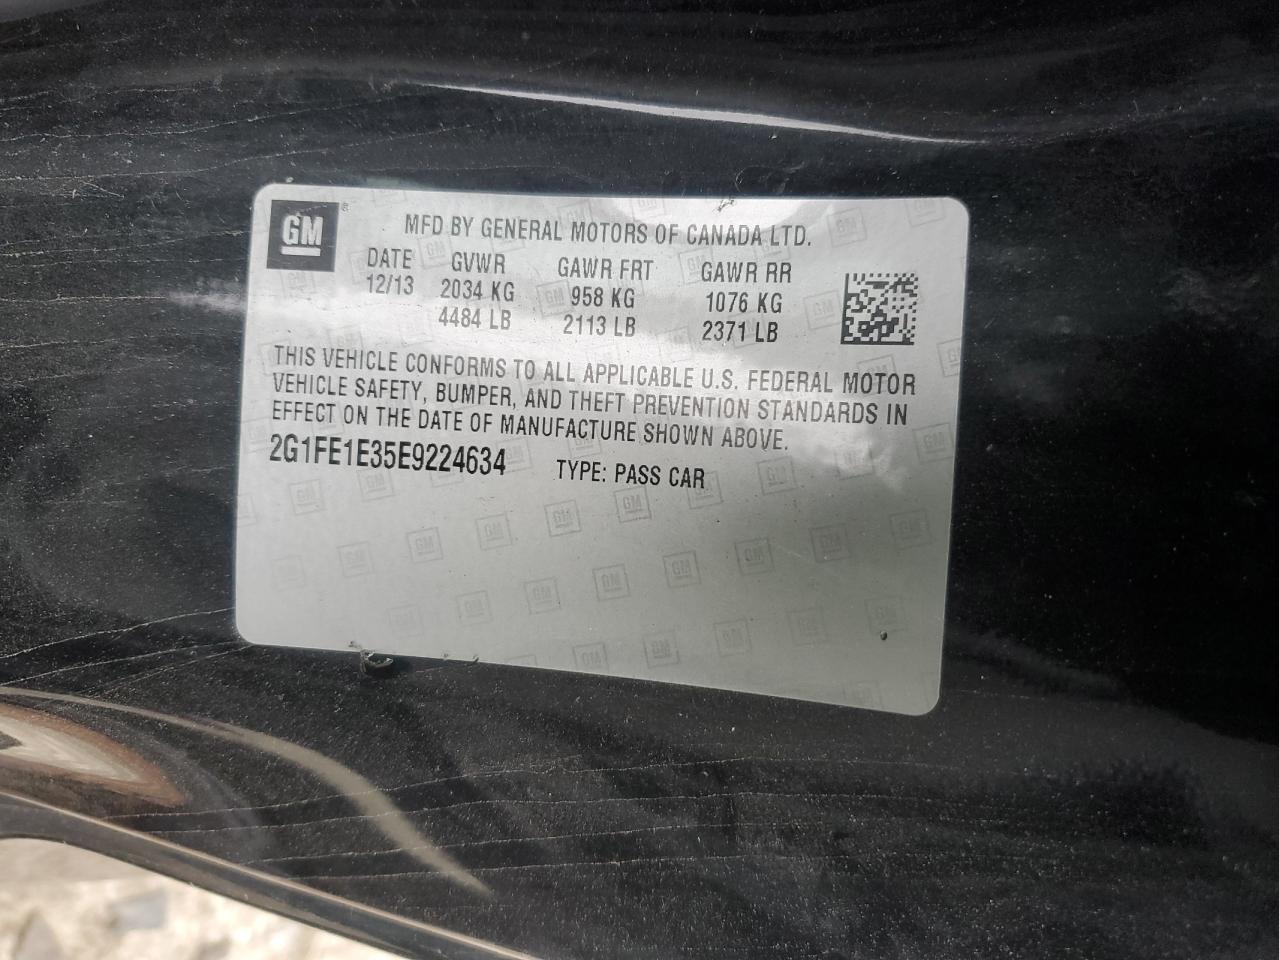 GM
MFD BY GENERAL MOTORS OF CANADA LTD.
DATE GVWR GAWR FRT GAWR RR
12/13 2034 KG 958 KG 1076 KG
4484 LB 2113 LB 2371 LB
THIS VEHICLE CONFORMS TO ALL APPLICABLE U.S. FEDERAL MOTOR
VEHICLE SAFETY, BUMPER, AND THEFT PREVENTION STANDARDS IN
EFFECT ON THE DATE OF MANUFACTURE SHOWN ABOVE.
2G1FE1E35E9224634 TYPE: PASS CAR